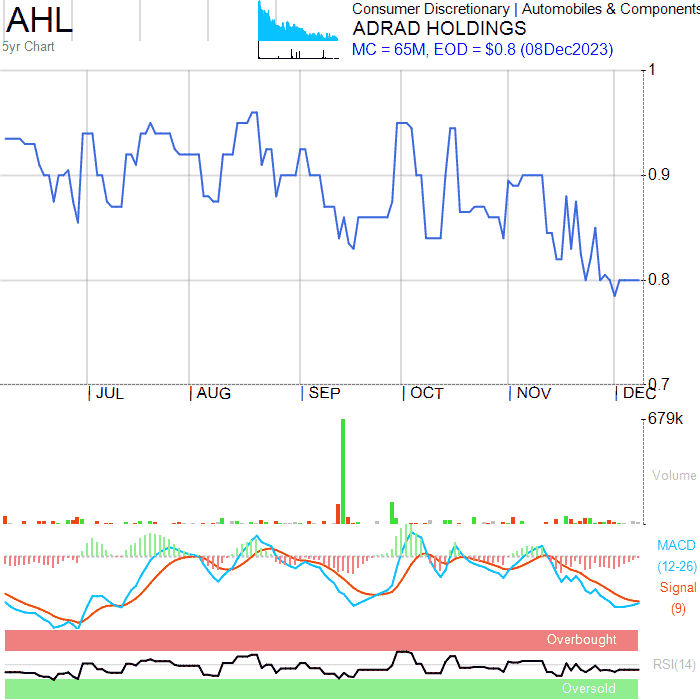 AHL
5yr Chart
Consumer Discretionary | Automobiles & Components
ADRAD HOLDINGS
MC = 65M, EOD = $0.8 (08Dec2023)
1
0.9
0.8
0.7
JUL AUG SEP OCT NOV DEC
679k
Volume
MACD
(12-26)
Signal
(9)
Overbought
RSI(14)
Oversold